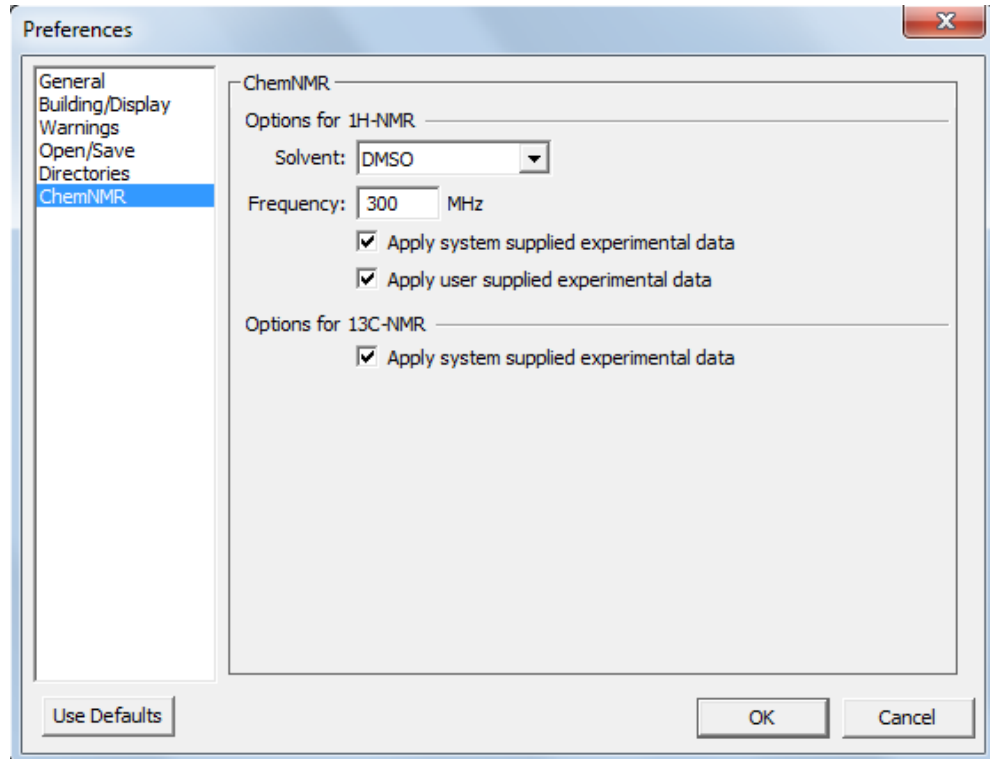 Preferences
General
Building/Display
Warnings
Open/Save
Directories
ChemNMR
ChemNMR
Options for 1H-NMR
Solvent: DMSO
Frequency: 300 MHz
Apply system supplied experimental data
Apply user supplied experimental data
Options for 13C-NMR
Apply system supplied experimental data
Use Defaults
OK
Cancel